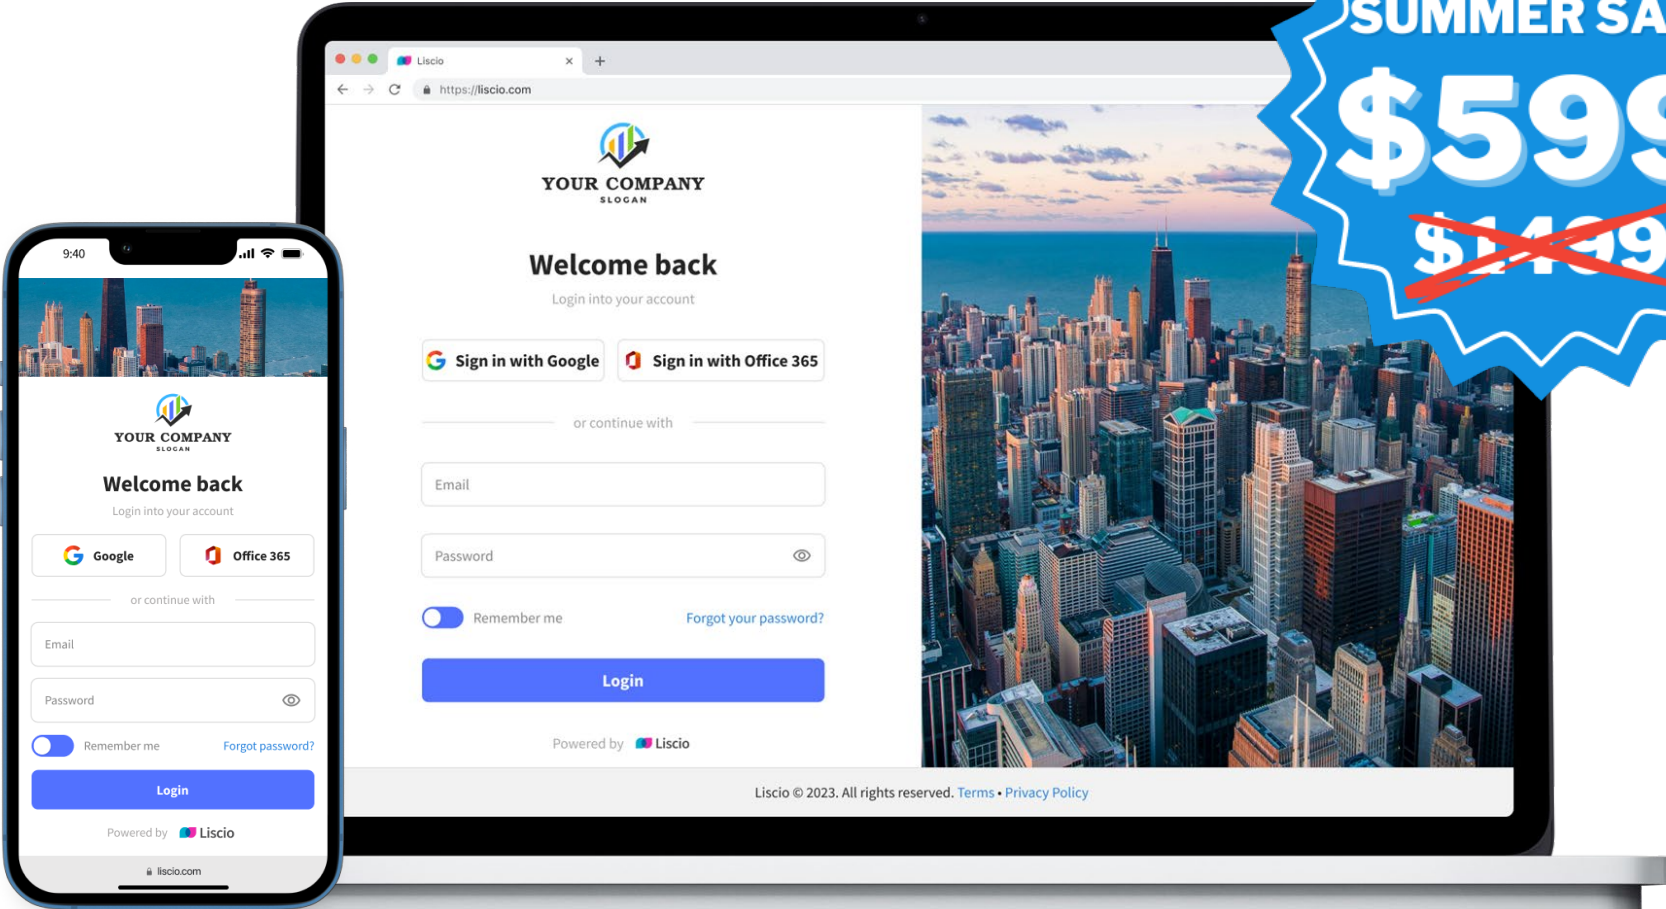 SUMMER SA
$599
$1499
Liscio
https://liscio.com
YOUR COMPANY
SLOGAN
Welcome back
Login into your account
Sign in with Google
Sign in with Office 365
or continue with
Email
Password
Remember me
Forgot your password?
Login
Powered by Liscio
Liscio © 2023. All rights reserved. Terms • Privacy Policy
9:40
YOUR COMPANY
SLOGAN
Welcome back
Login into your account
Google
Office 365
or continue with
Email
Password
Remember me
Forgot password?
Login
Powered by Liscio
liscio.com